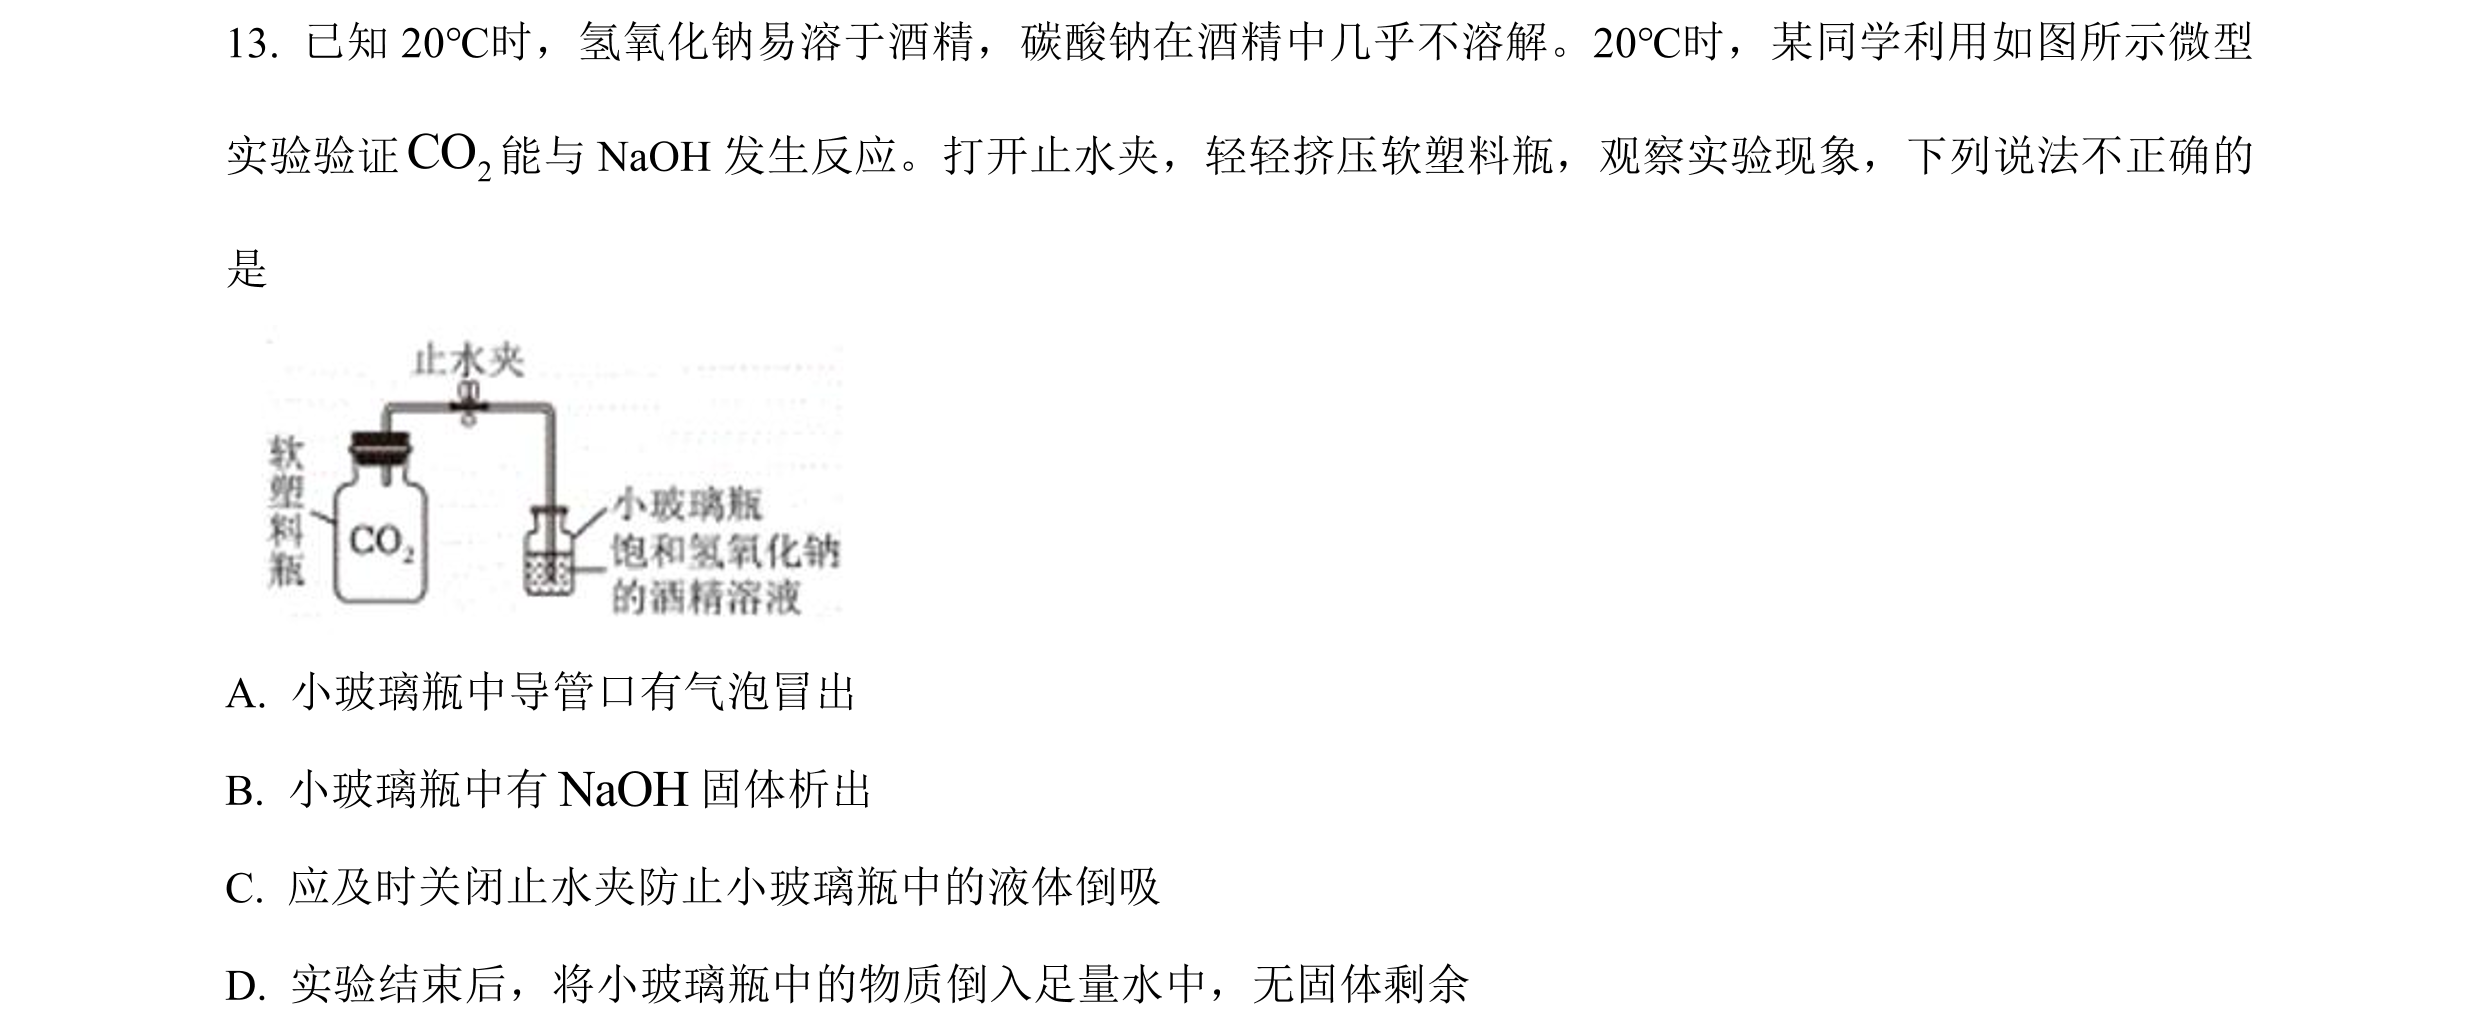 13. 已知 20℃时，氢氧化钠易溶于酒精，碳酸钠在酒精中几乎不溶解。20℃时，某同学利用如图所示微型
实验验证CO₂能与 NaOH 发生反应。打开止水夹，轻轻挤压软塑料瓶，观察实验现象，下列说法不正确的
是
止水夹
软塑料瓶
CO₂
小玻璃瓶
饱和氢氧化钠
的酒精溶液
A. 小玻璃瓶中导管口有气泡冒出
B. 小玻璃瓶中有 NaOH 固体析出
C. 应及时关闭止水夹防止小玻璃瓶中的液体倒吸
D. 实验结束后，将小玻璃瓶中的物质倒入足量水中，无固体剩余